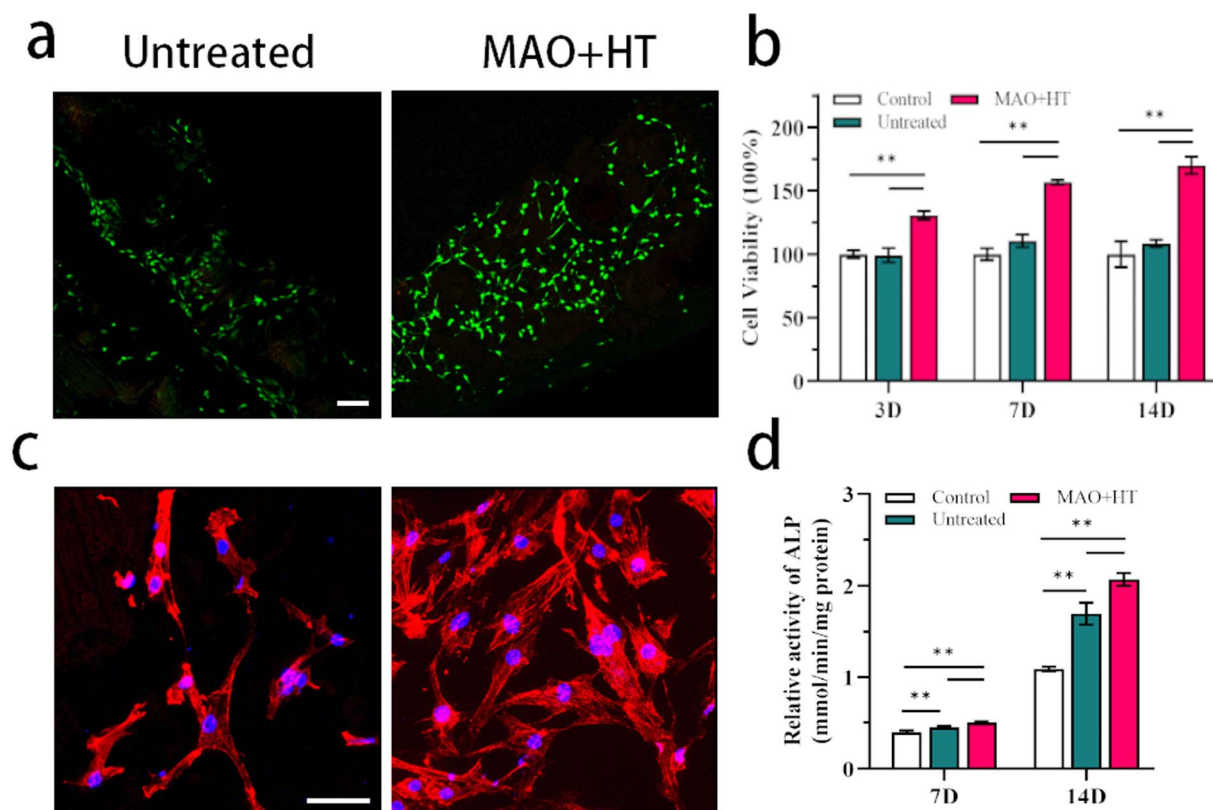 a
Untreated
MAO+HT
b
Control
MAO+HT
Untreated
Cell Viability (100%)
200
150
100
50
0
**
**
**
3D
7D
14D
c
d
Control
MAO+HT
Untreated
Relative activity of ALP
(mmol/min/mg protein)
3
2
1
0
**
**
**
**
7D
14D